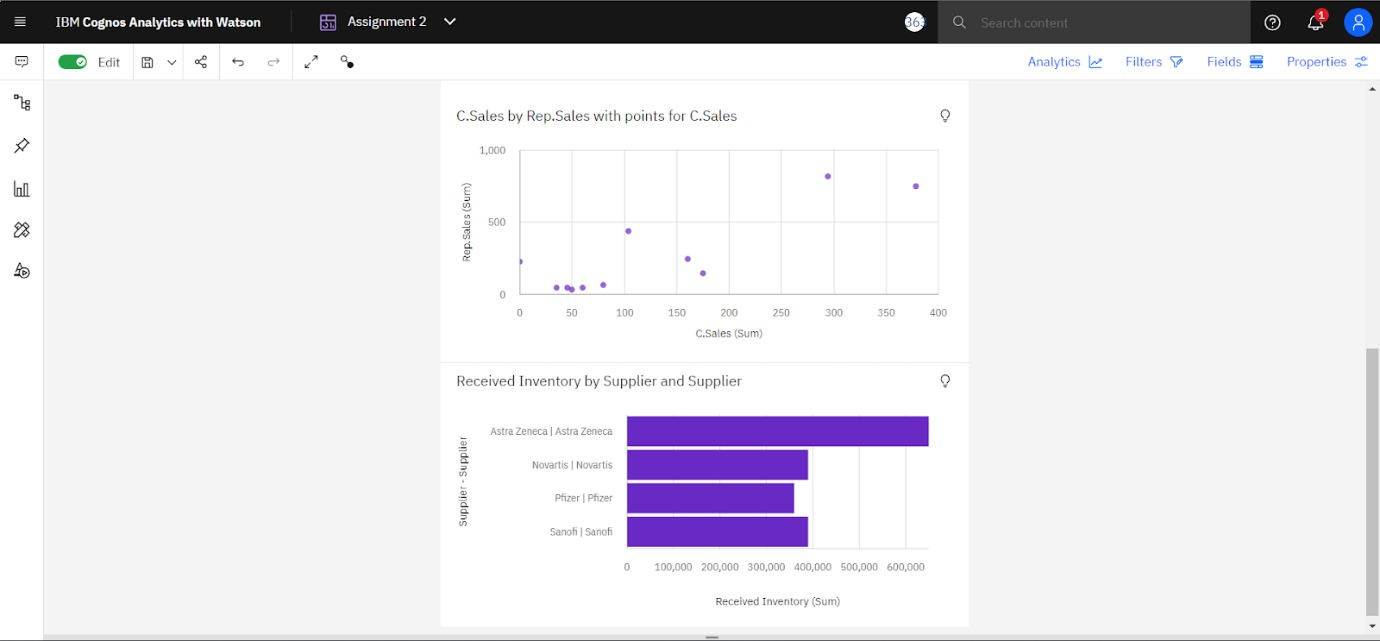 IBM Cognos Analytics with Watson
Assignment 2
363
Search content
1
Edit
Analytics
Filters
Fields
Properties
C.Sales by Rep.Sales with points for C.Sales
Rep.Sales (Sum)
1,000
500
0
0 50 100 150 200 250 300 350 400
C.Sales (Sum)
Received Inventory by Supplier and Supplier
Supplier - Supplier
Astra Zeneca | Astra Zeneca
Novartis | Novartis
Pfizer | Pfizer
Sanofi | Sanofi
0 100,000 200,000 300,000 400,000 500,000 600,000
Received Inventory (Sum)